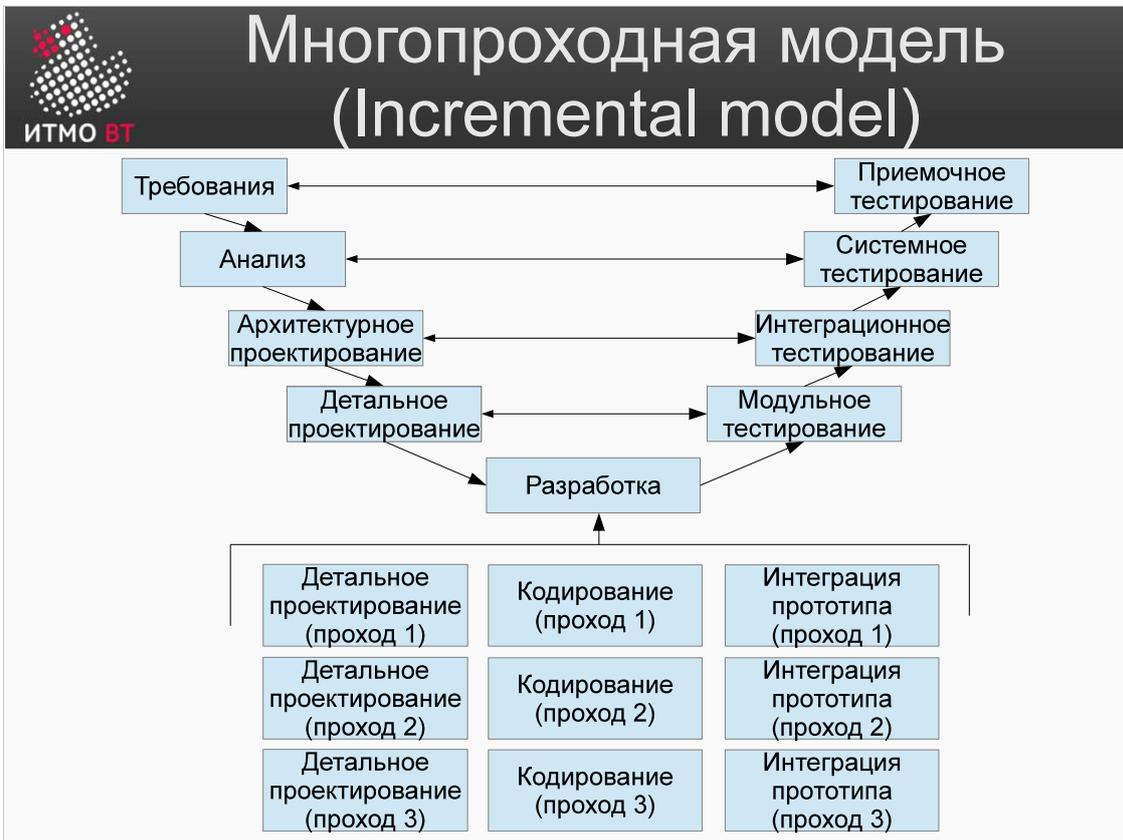 Многопроходная модель
(Incremental model)
ИТМО ВТ
Требования
Приемочное
тестирование
Анализ
Системное
тестирование
Архитектурное
проектирование
Интеграционное
тестирование
Детальное
проектирование
Модульное
тестирование
Разработка
Детальное
проектирование
(проход 1)
Кодирование
(проход 1)
Интеграция
прототипа
(проход 1)
Детальное
проектирование
(проход 2)
Кодирование
(проход 2)
Интеграция
прототипа
(проход 2)
Детальное
проектирование
(проход 3)
Кодирование
(проход 3)
Интеграция
прототипа
(проход 3)